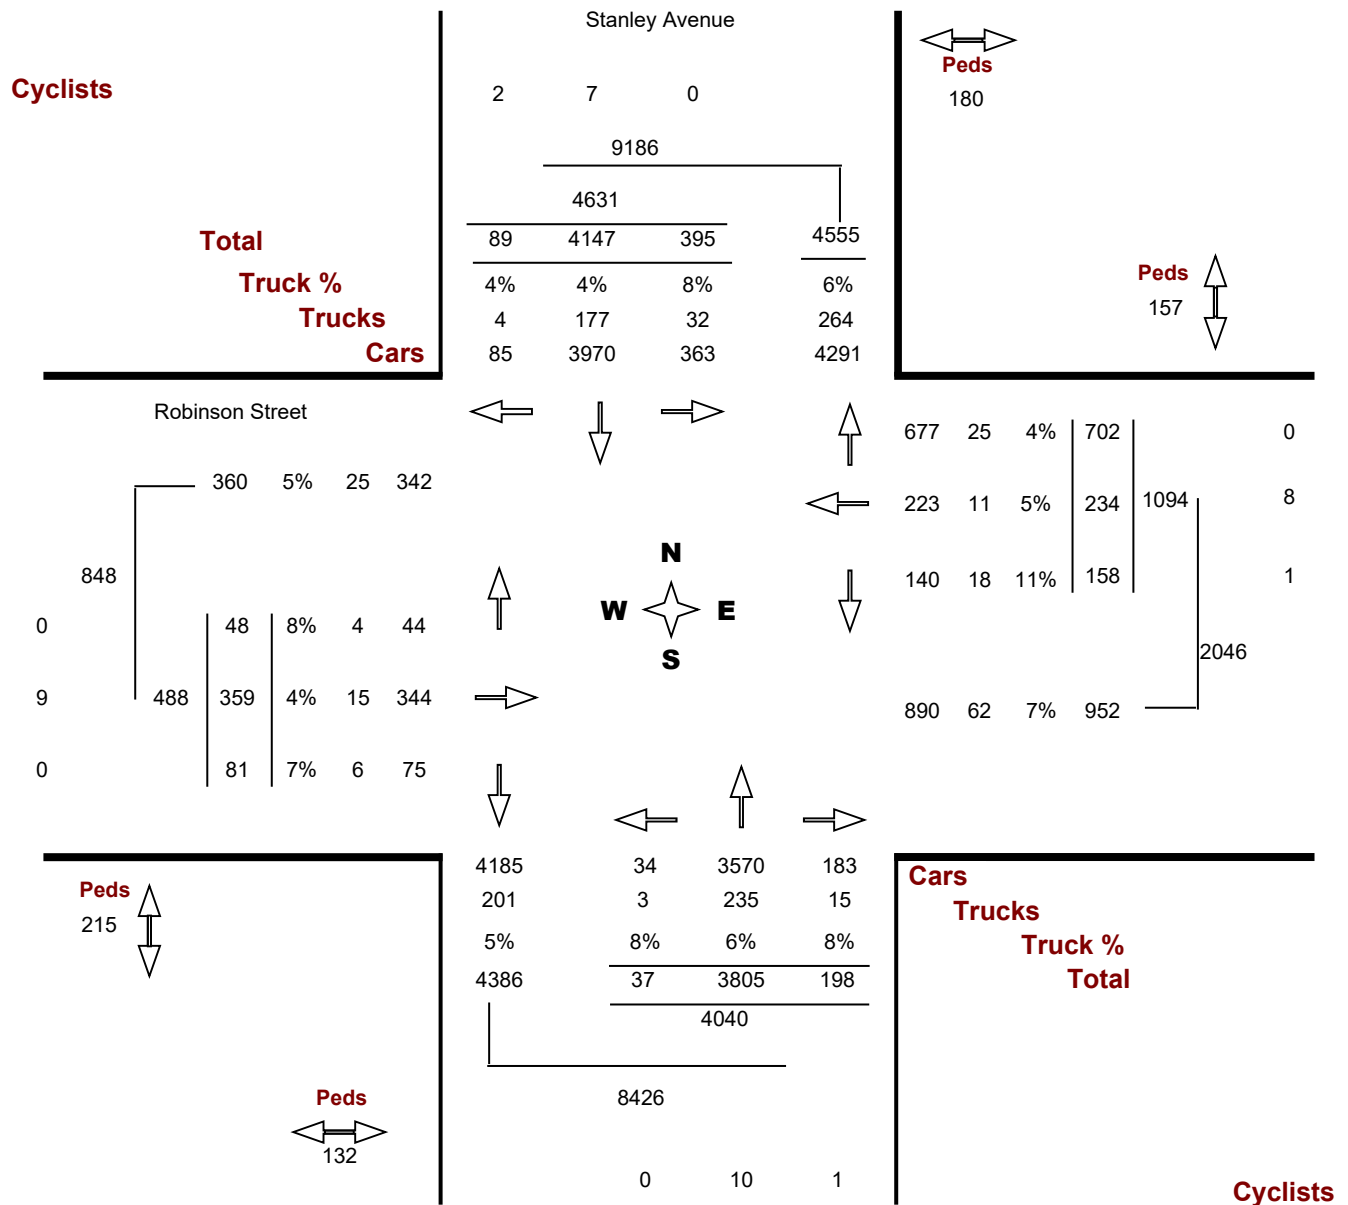 Stanley Avenue
Peds
180
Cyclists
2 7 0
9186
4631
Total 89 4147 395 4555
Truck % 4% 4% 8% 6%
Trucks 4 177 32 264
Cars 85 3970 363 4291
Peds
157
Robinson Street
677 25 4% 702 0
360 5% 25 342
223 11 5% 234 1094 8
848
140 18 11% 158 1
N
W E
S
0 48 8% 4 44
2046
9 488 359 4% 15 344
890 62 7% 952
0 81 7% 6 75
4185 34 3570 183 Cars
201 3 235 15 Trucks
5% 8% 6% 8% Truck %
4386 37 3805 198 Total
4040
Peds
215
8426
Peds
132
0 10 1
Cyclists